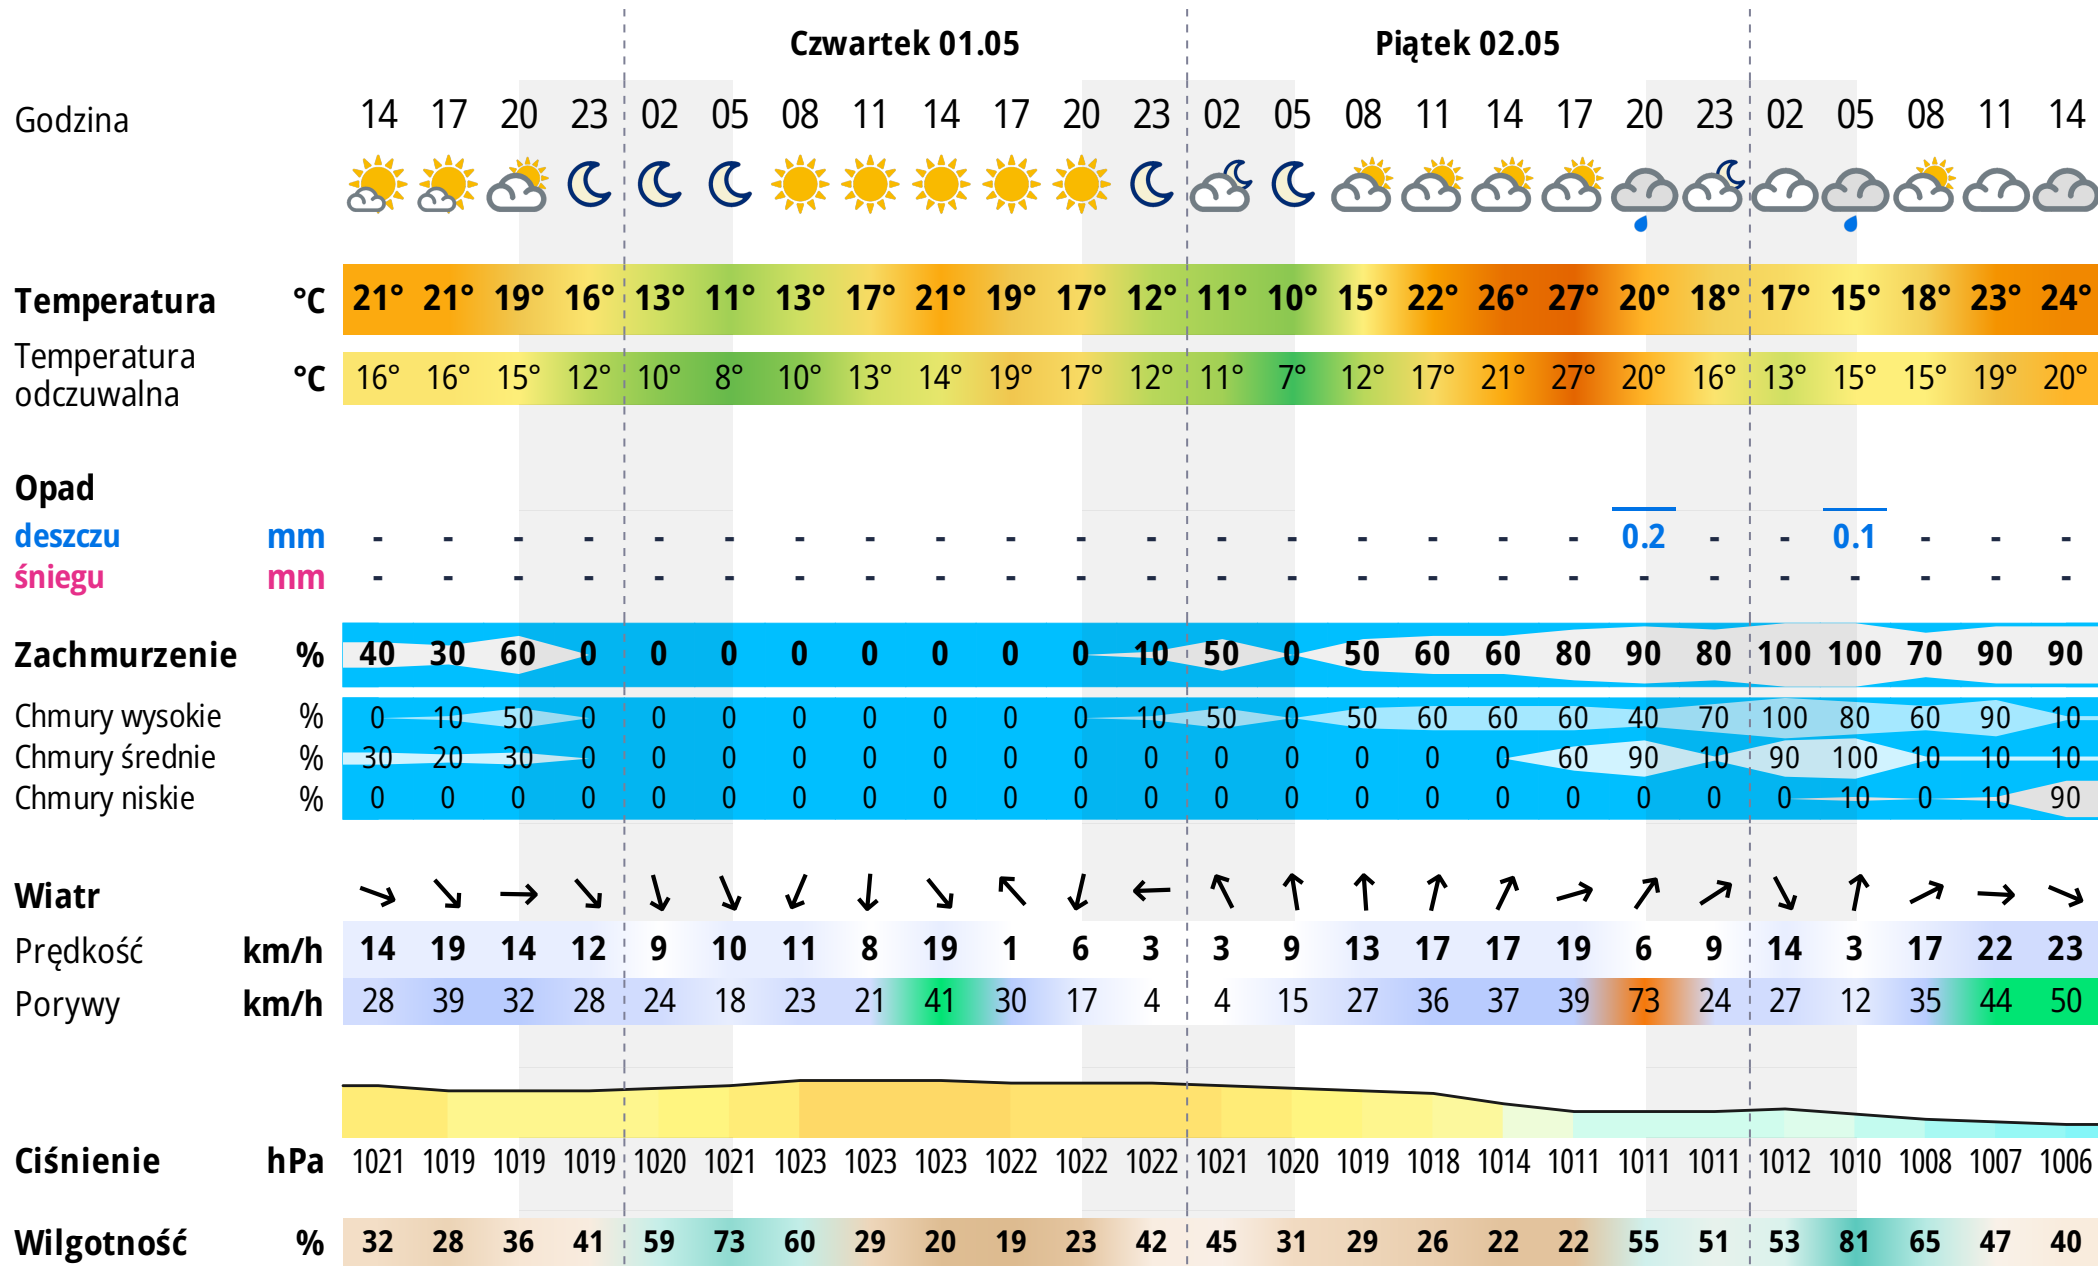 Czwartek 01.05 Piątek 02.05
Godzina 14 17 20 23 02 05 08 11 14 17 20 23 02 05 08 11 14 17 20 23 02 05 08 11 14
Temperatura °C 21° 21° 19° 16° 13° 11° 13° 17° 21° 19° 17° 12° 11° 10° 15° 22° 26° 27° 20° 18° 17° 15° 18° 23° 24°
Temperatura
odczuwalna °C 16° 16° 15° 12° 10° 8° 10° 13° 14° 19° 17° 12° 11° 7° 12° 17° 21° 27° 20° 16° 13° 15° 15° 19° 20°
Opad
deszczu mm - - - - - - - - - - - - - - - - - - 0.2 - - 0.1 - - -
śniegu mm - - - - - - - - - - - - - - - - - - - - - - - - -
Zachmurzenie % 40 30 60 0 0 0 0 0 0 0 0 10 50 0 50 60 60 80 90 80 100 100 70 90 90
Chmury wysokie % 0 10 50 0 0 0 0 0 0 0 0 10 50 0 50 60 60 60 40 70 100 80 60 90 10
Chmury średnie % 30 20 30 0 0 0 0 0 0 0 0 0 0 0 0 0 0 60 90 10 90 100 10 10 10
Chmury niskie % 0 0 0 0 0 0 0 0 0 0 0 0 0 0 0 0 0 0 0 0 0 10 0 10 90
Wiatr
Prędkość km/h 14 19 14 12 9 10 11 8 19 1 6 3 3 9 13 17 17 19 6 9 14 3 17 22 23
Porywy km/h 28 39 32 28 24 18 23 21 41 30 17 4 4 15 27 36 37 39 73 24 27 12 35 44 50
Ciśnienie hPa 1021 1019 1019 1019 1020 1021 1023 1023 1023 1022 1022 1022 1021 1020 1019 1018 1014 1011 1011 1011 1012 1010 1008 1007 1006
Wilgotność % 32 28 36 41 59 73 60 29 20 19 23 42 45 31 29 26 22 22 55 51 53 81 65 47 40